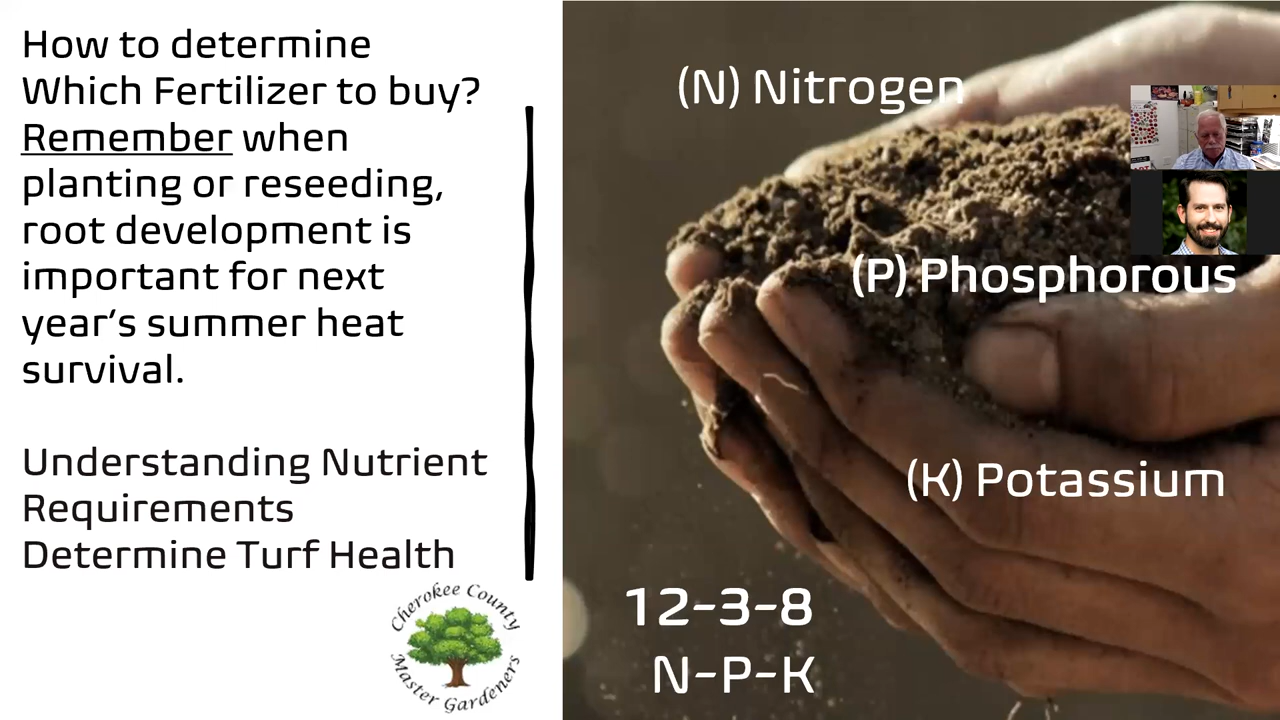 How to determine
Which Fertilizer to buy?
Remember when
planting or reseeding,
root development is
important for next
year's summer heat
survival.
Understanding Nutrient
Requirements
Determine Turf Health
Cherokee County
Master Gardeners
(N) Nitrogen
(P) Phosphorous
(K) Potassium
12-3-8
N-P-K